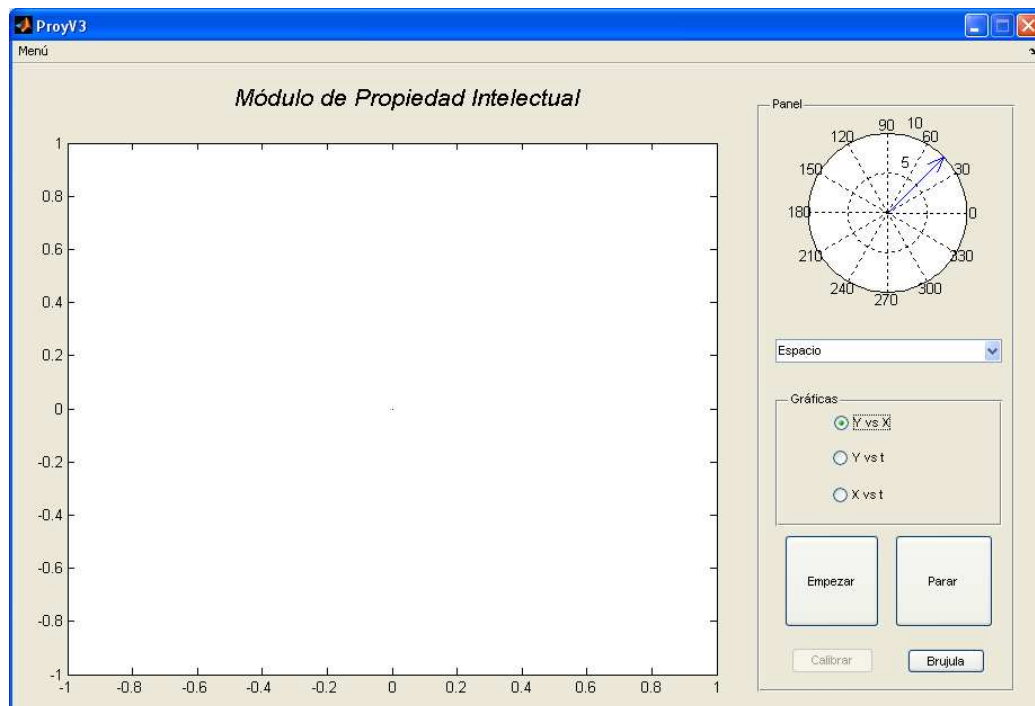 ProyV3
Menú
Módulo de Propiedad Intelectual
1
0.8
0.6
0.4
0.2
0
-0.2
-0.4
-0.6
-0.8
-1
-1 -0.8 -0.6 -0.4 -0.2 0 0.2 0.4 0.6 0.8 1
Panel
90 10
120 60
150 5 30
180 0
210 330
240 300
270
Espacio
Gráficas
Y vs X
Y vs t
X vs t
Empezar Parar
Calibrar Brujula